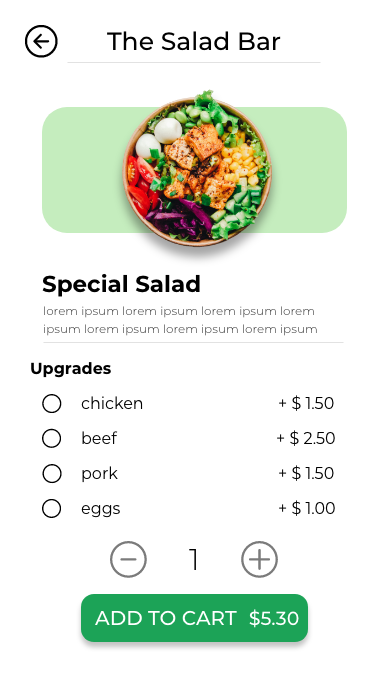 The Salad Bar
Special Salad
lorem ipsum lorem ipsum lorem ipsum lorem
ipsum lorem ipsum lorem ipsum lorem ipsum
Upgrades
chicken + $ 1.50
beef + $ 2.50
pork + $ 1.50
eggs + $ 1.00
1
ADD TO CART $5.30